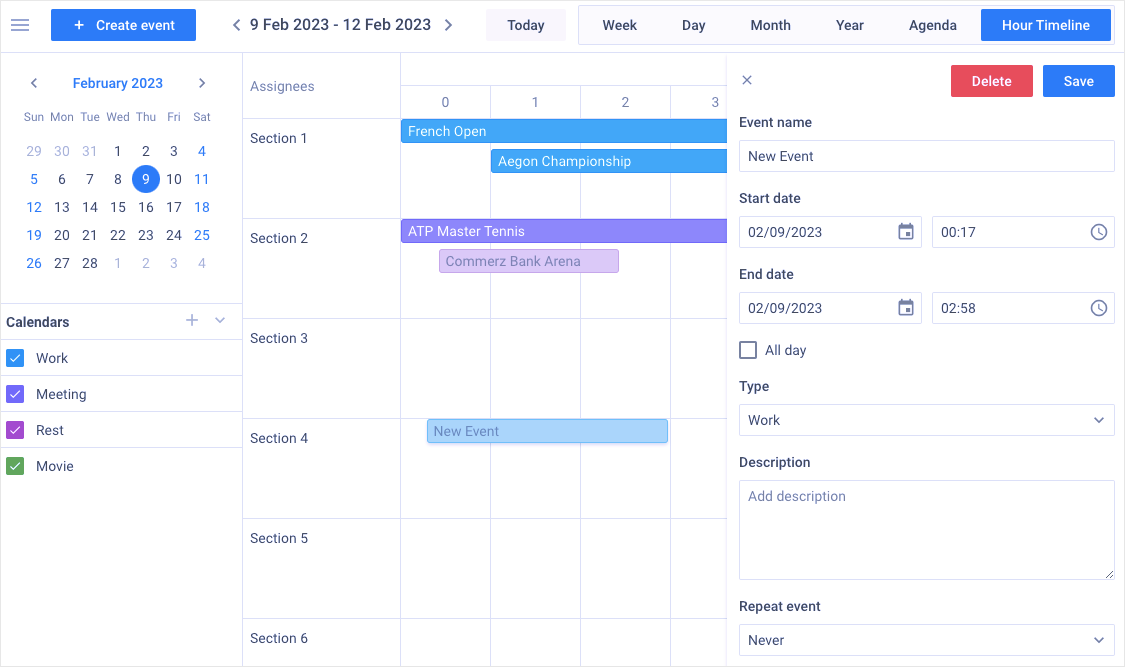 + Create event
9 Feb 2023 - 12 Feb 2023
Today
Week Day Month Year Agenda Hour Timeline
February 2023
Sun Mon Tue Wed Thu Fri Sat
29 30 31 1 2 3 4
5 6 7 8 9 10 11
12 13 14 15 16 17 18
19 20 21 22 23 24 25
26 27 28 1 2 3 4
Calendars
Work
Meeting
Rest
Movie
Assignees
0 1 2 3
Section 1
French Open
Aegon Championship
Section 2
ATP Master Tennis
Commerz Bank Arena
Section 3
Section 4
New Event
Section 5
Section 6
Delete
Save
Event name
New Event
Start date
02/09/2023 00:17
End date
02/09/2023 02:58
All day
Type
Work
Description
Add description
Repeat event
Never